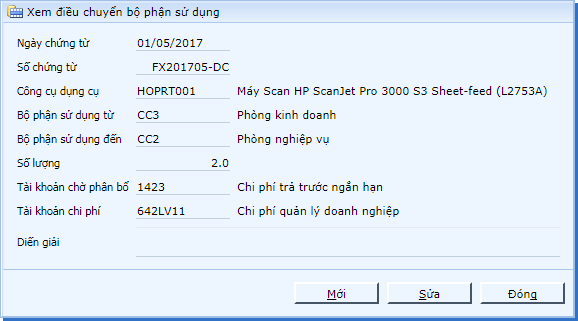 Xem điều chuyển bộ phận sử dụng
Ngày chứng từ 01/05/2017
Số chứng từ FX201705-DC
Công cụ dụng cụ HOPRT001 Máy Scan HP ScanJet Pro 3000 S3 Sheet-feed (L2753A)
Bộ phận sử dụng từ CC3 Phòng kinh doanh
Bộ phận sử dụng đến CC2 Phòng nghiệp vụ
Số lượng 2.0
Tài khoản chờ phân bổ 1423 Chi phí trả trước ngắn hạn
Tài khoản chi phí 642LV11 Chi phí quản lý doanh nghiệp
Diễn giải
Mới Sửa Đóng